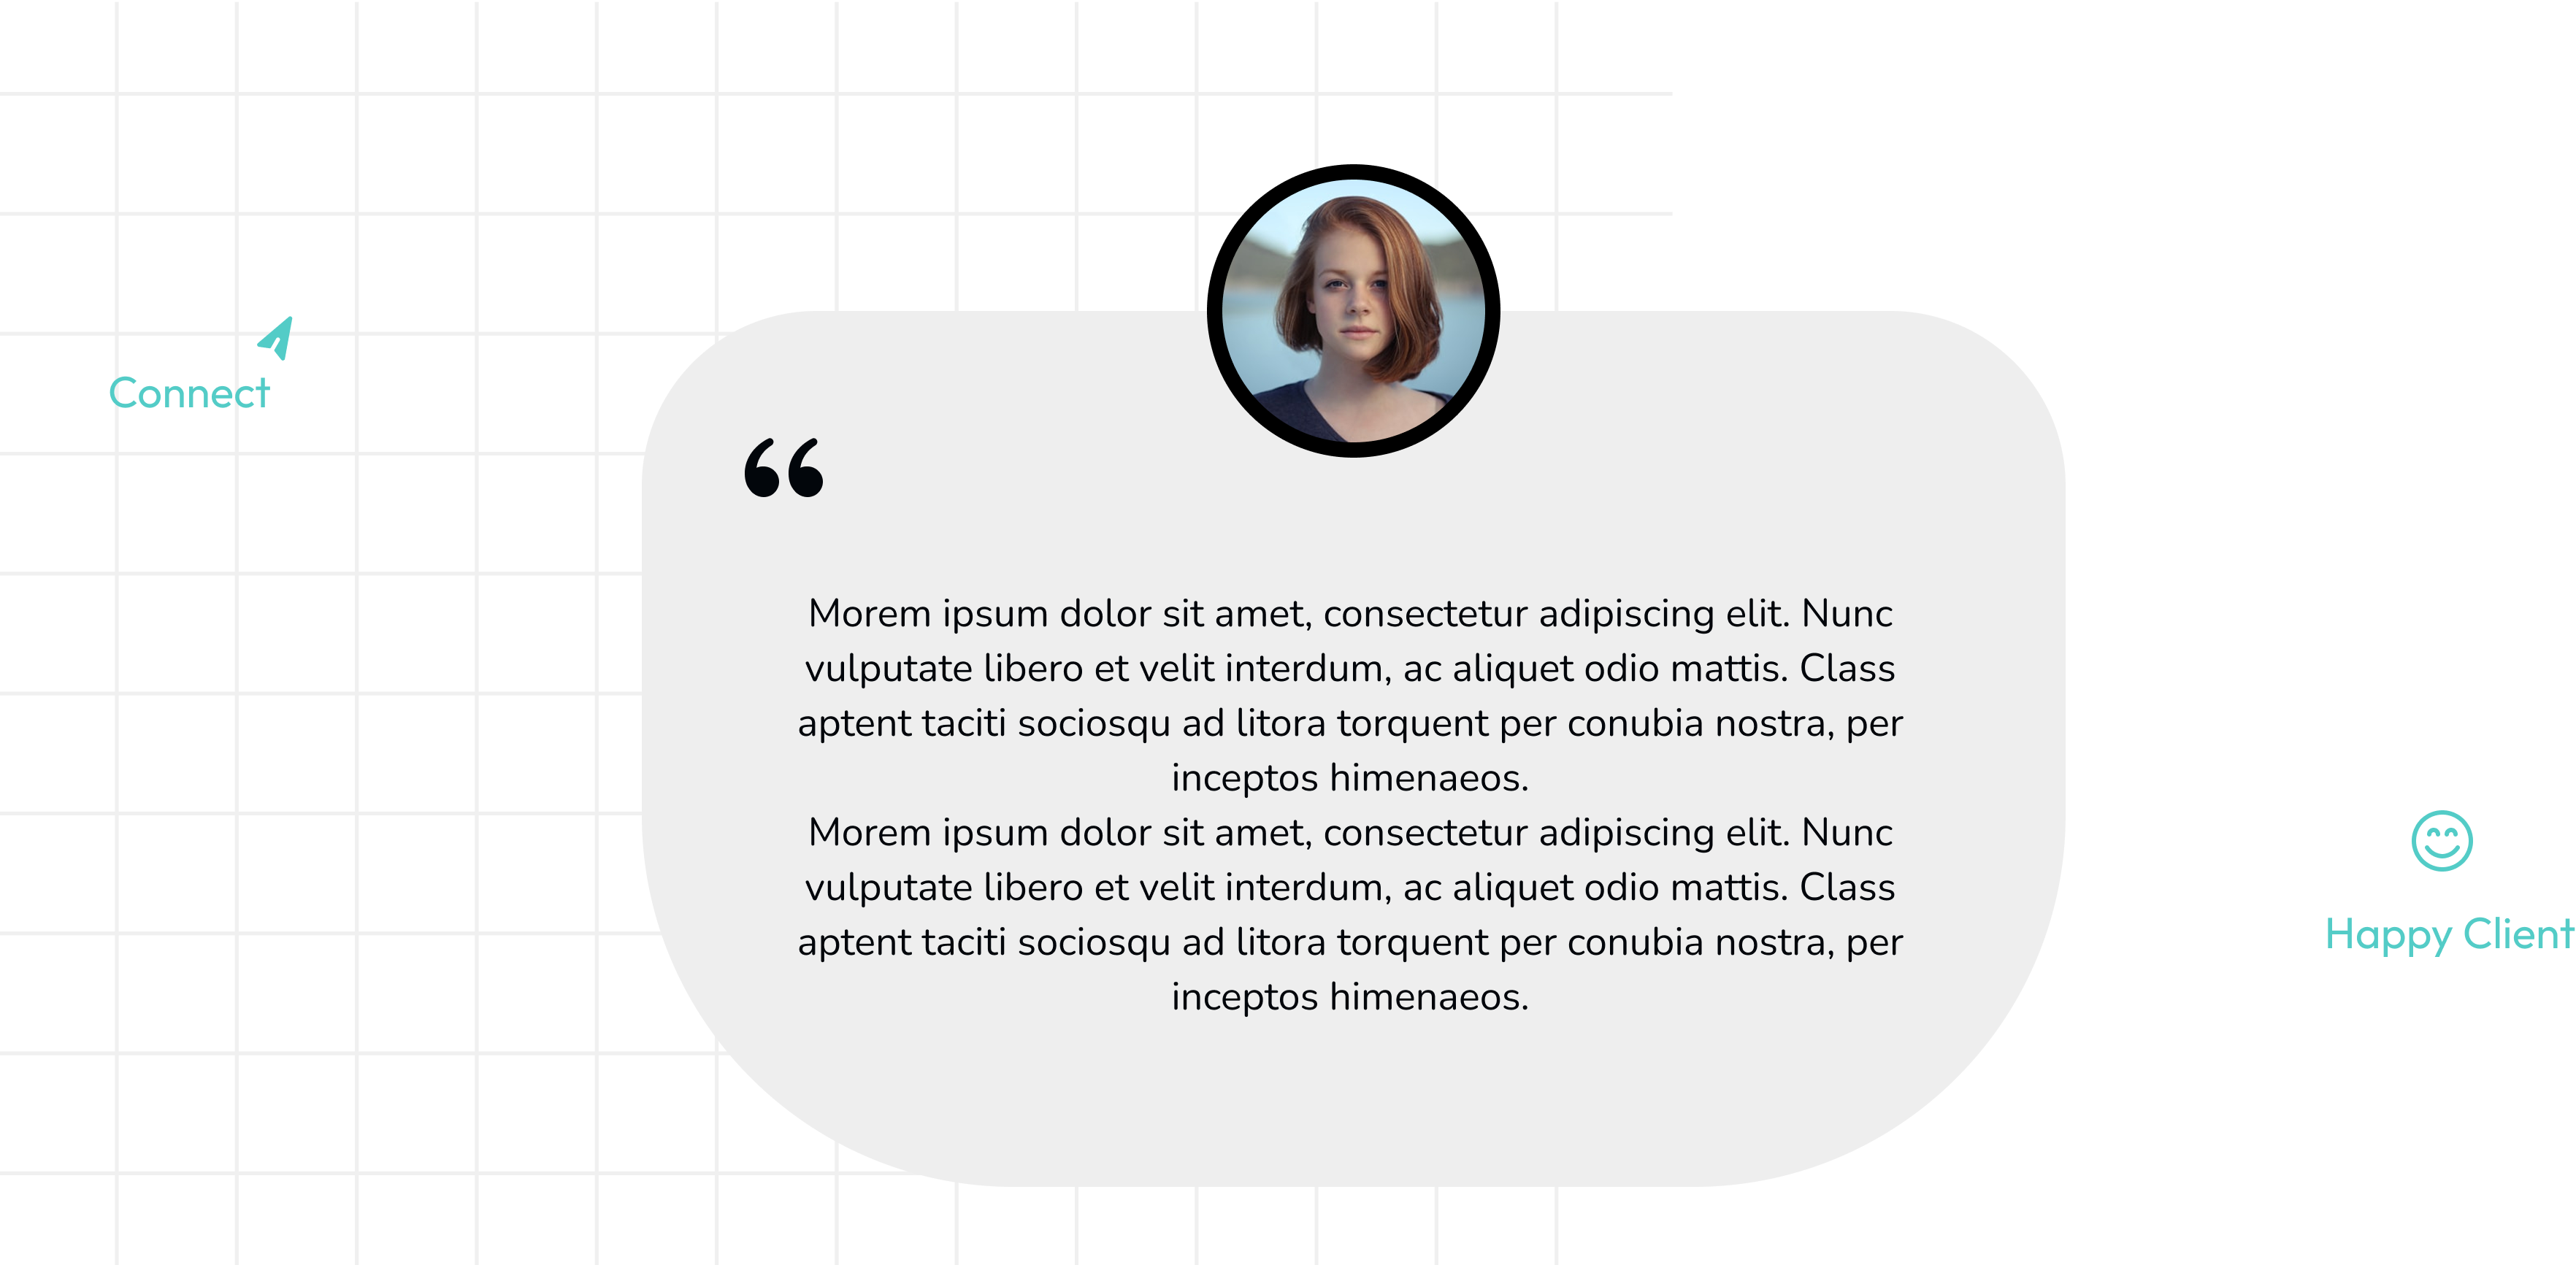 Connect
“
Morem ipsum dolor sit amet, consectetur adipiscing elit. Nunc
vulputate libero et velit interdum, ac aliquet odio mattis. Class
aptent taciti sociosqu ad litora torquent per conubia nostra, per
inceptos himenaeos.
Morem ipsum dolor sit amet, consectetur adipiscing elit. Nunc
vulputate libero et velit interdum, ac aliquet odio mattis. Class
aptent taciti sociosqu ad litora torquent per conubia nostra, per
inceptos himenaeos.
Happy Client